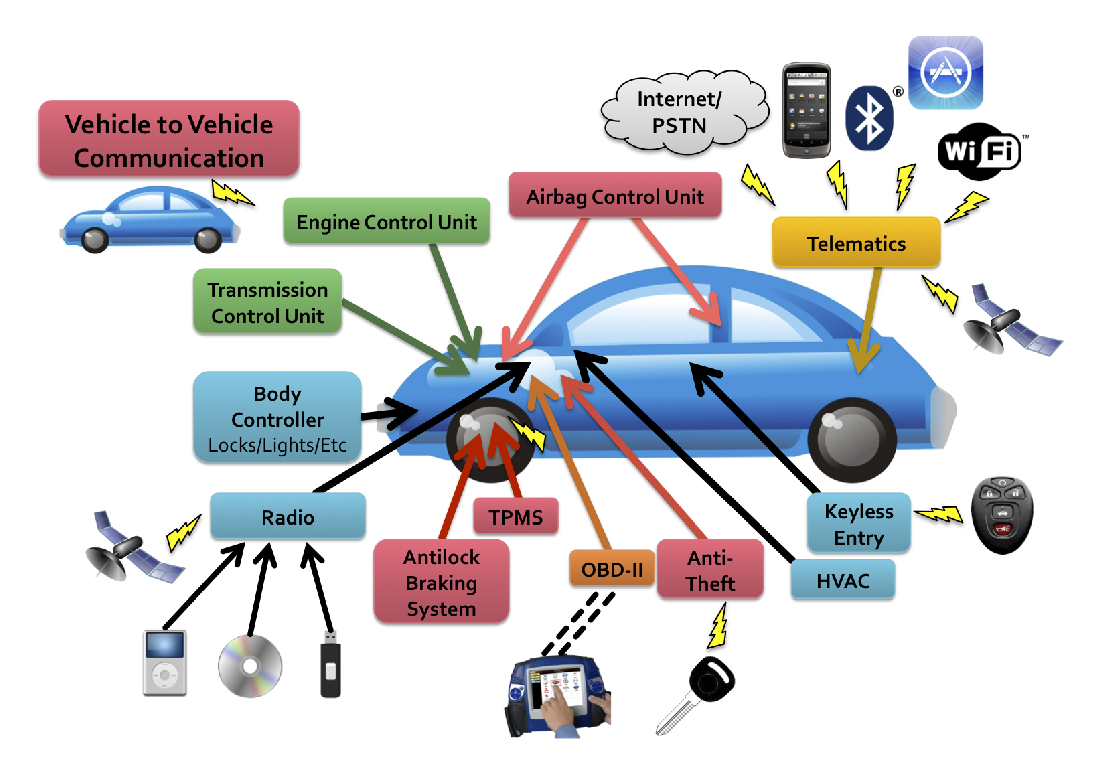 Vehicle to Vehicle
Communication
Internet/
PSTN
®
WiFi™
Airbag Control Unit
Engine Control Unit
Telematics
Transmission
Control Unit
Body
Controller
Locks/Lights/Etc
Radio
TPMS
Keyless
Entry
Antilock
Braking
System
OBD-II
Anti-
Theft
HVAC